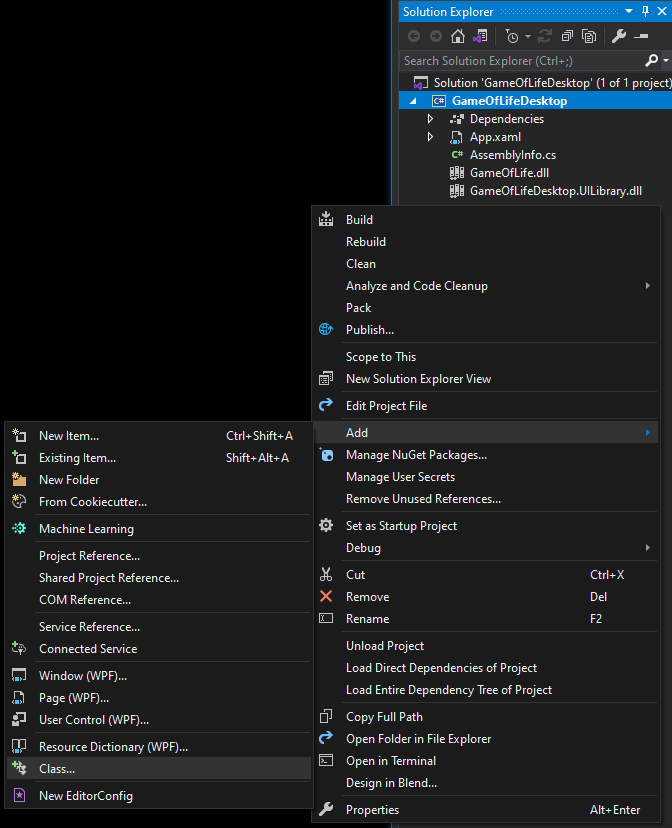 Solution Explorer
Search Solution Explorer (Ctrl+;)
Solution 'GameOfLifeDesktop' (1 of 1 project)
C# GameOfLifeDesktop
Dependencies
App.xaml
C# AssemblyInfo.cs
GameOfLife.dll
GameOfLifeDesktop.UILibrary.dll
Build
Rebuild
Clean
Analyze and Code Cleanup
Pack
Publish...
Scope to This
New Solution Explorer View
Edit Project File
Add
Manage NuGet Packages...
Manage User Secrets
Remove Unused References...
Set as Startup Project
Debug
Cut Ctrl+X
Remove Del
Rename F2
Unload Project
Load Direct Dependencies of Project
Load Entire Dependency Tree of Project
Copy Full Path
Open Folder in File Explorer
Open in Terminal
Design in Blend...
Properties Alt+Enter
New Item... Ctrl+Shift+A
Existing Item... Shift+Alt+A
New Folder
From Cookiecutter...
Machine Learning
Project Reference...
Shared Project Reference...
COM Reference...
Service Reference...
Connected Service
Window (WPF)...
Page (WPF)...
User Control (WPF)...
Resource Dictionary (WPF)...
Class...
New EditorConfig